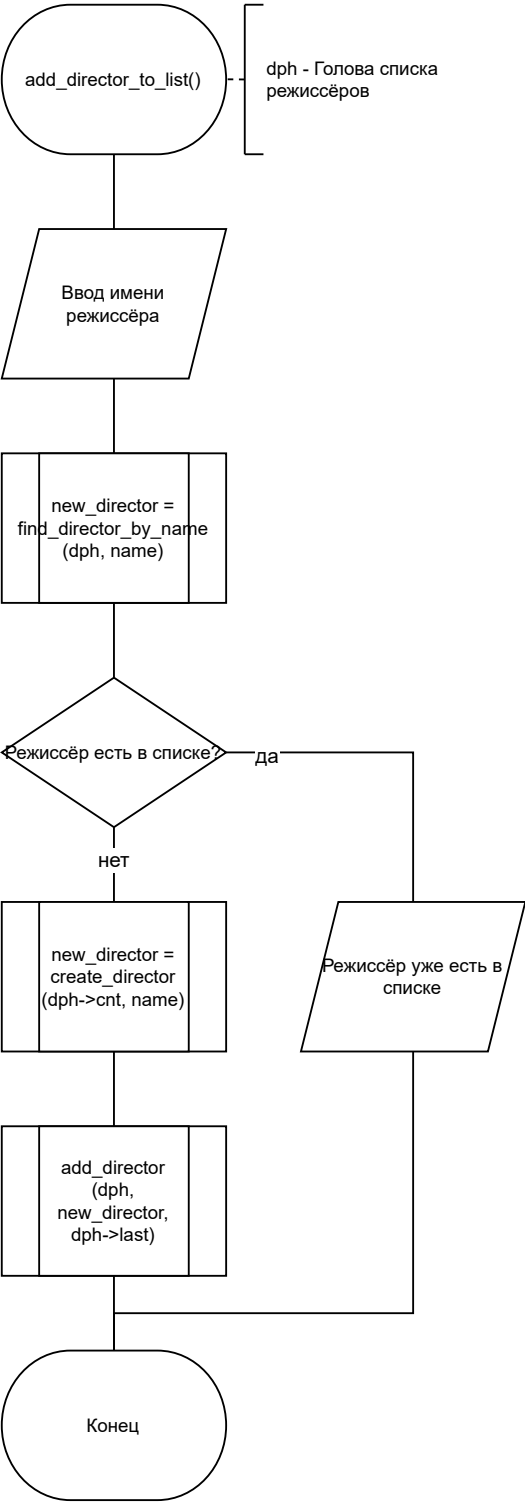 add_director_to_list()
dph - Голова списка
режиссёров
Ввод имени
режиссёра
new_director =
find_director_by_name
(dph, name)
Режиссёр есть в списке?
да
нет
new_director =
create_director
(dph->cnt, name)
Режиссёр уже есть в
списке
add_director
(dph,
new_director,
dph->last)
Конец